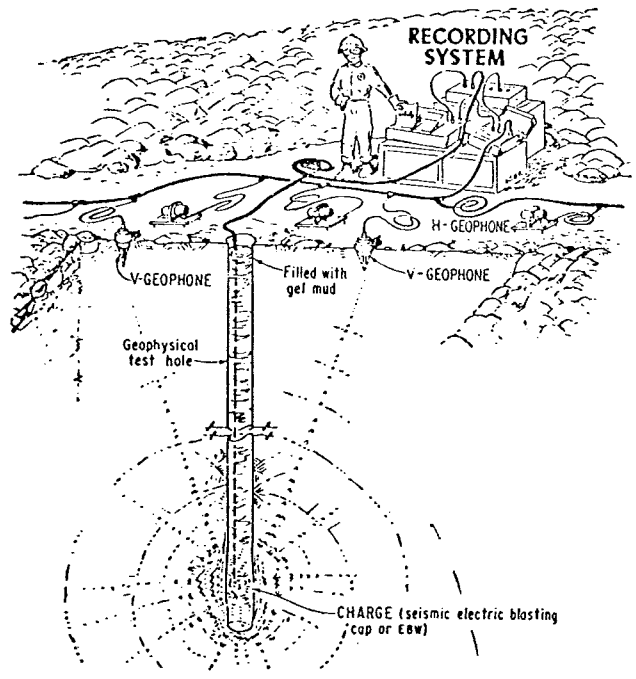 RECORDING
SYSTEM
H-GEOPHONE
V-GEOPHONE
Filled with
gel mud
V-GEOPHONE
Geophysical
test hole
CHARGE (seismic electric blasting
cap or EBW)